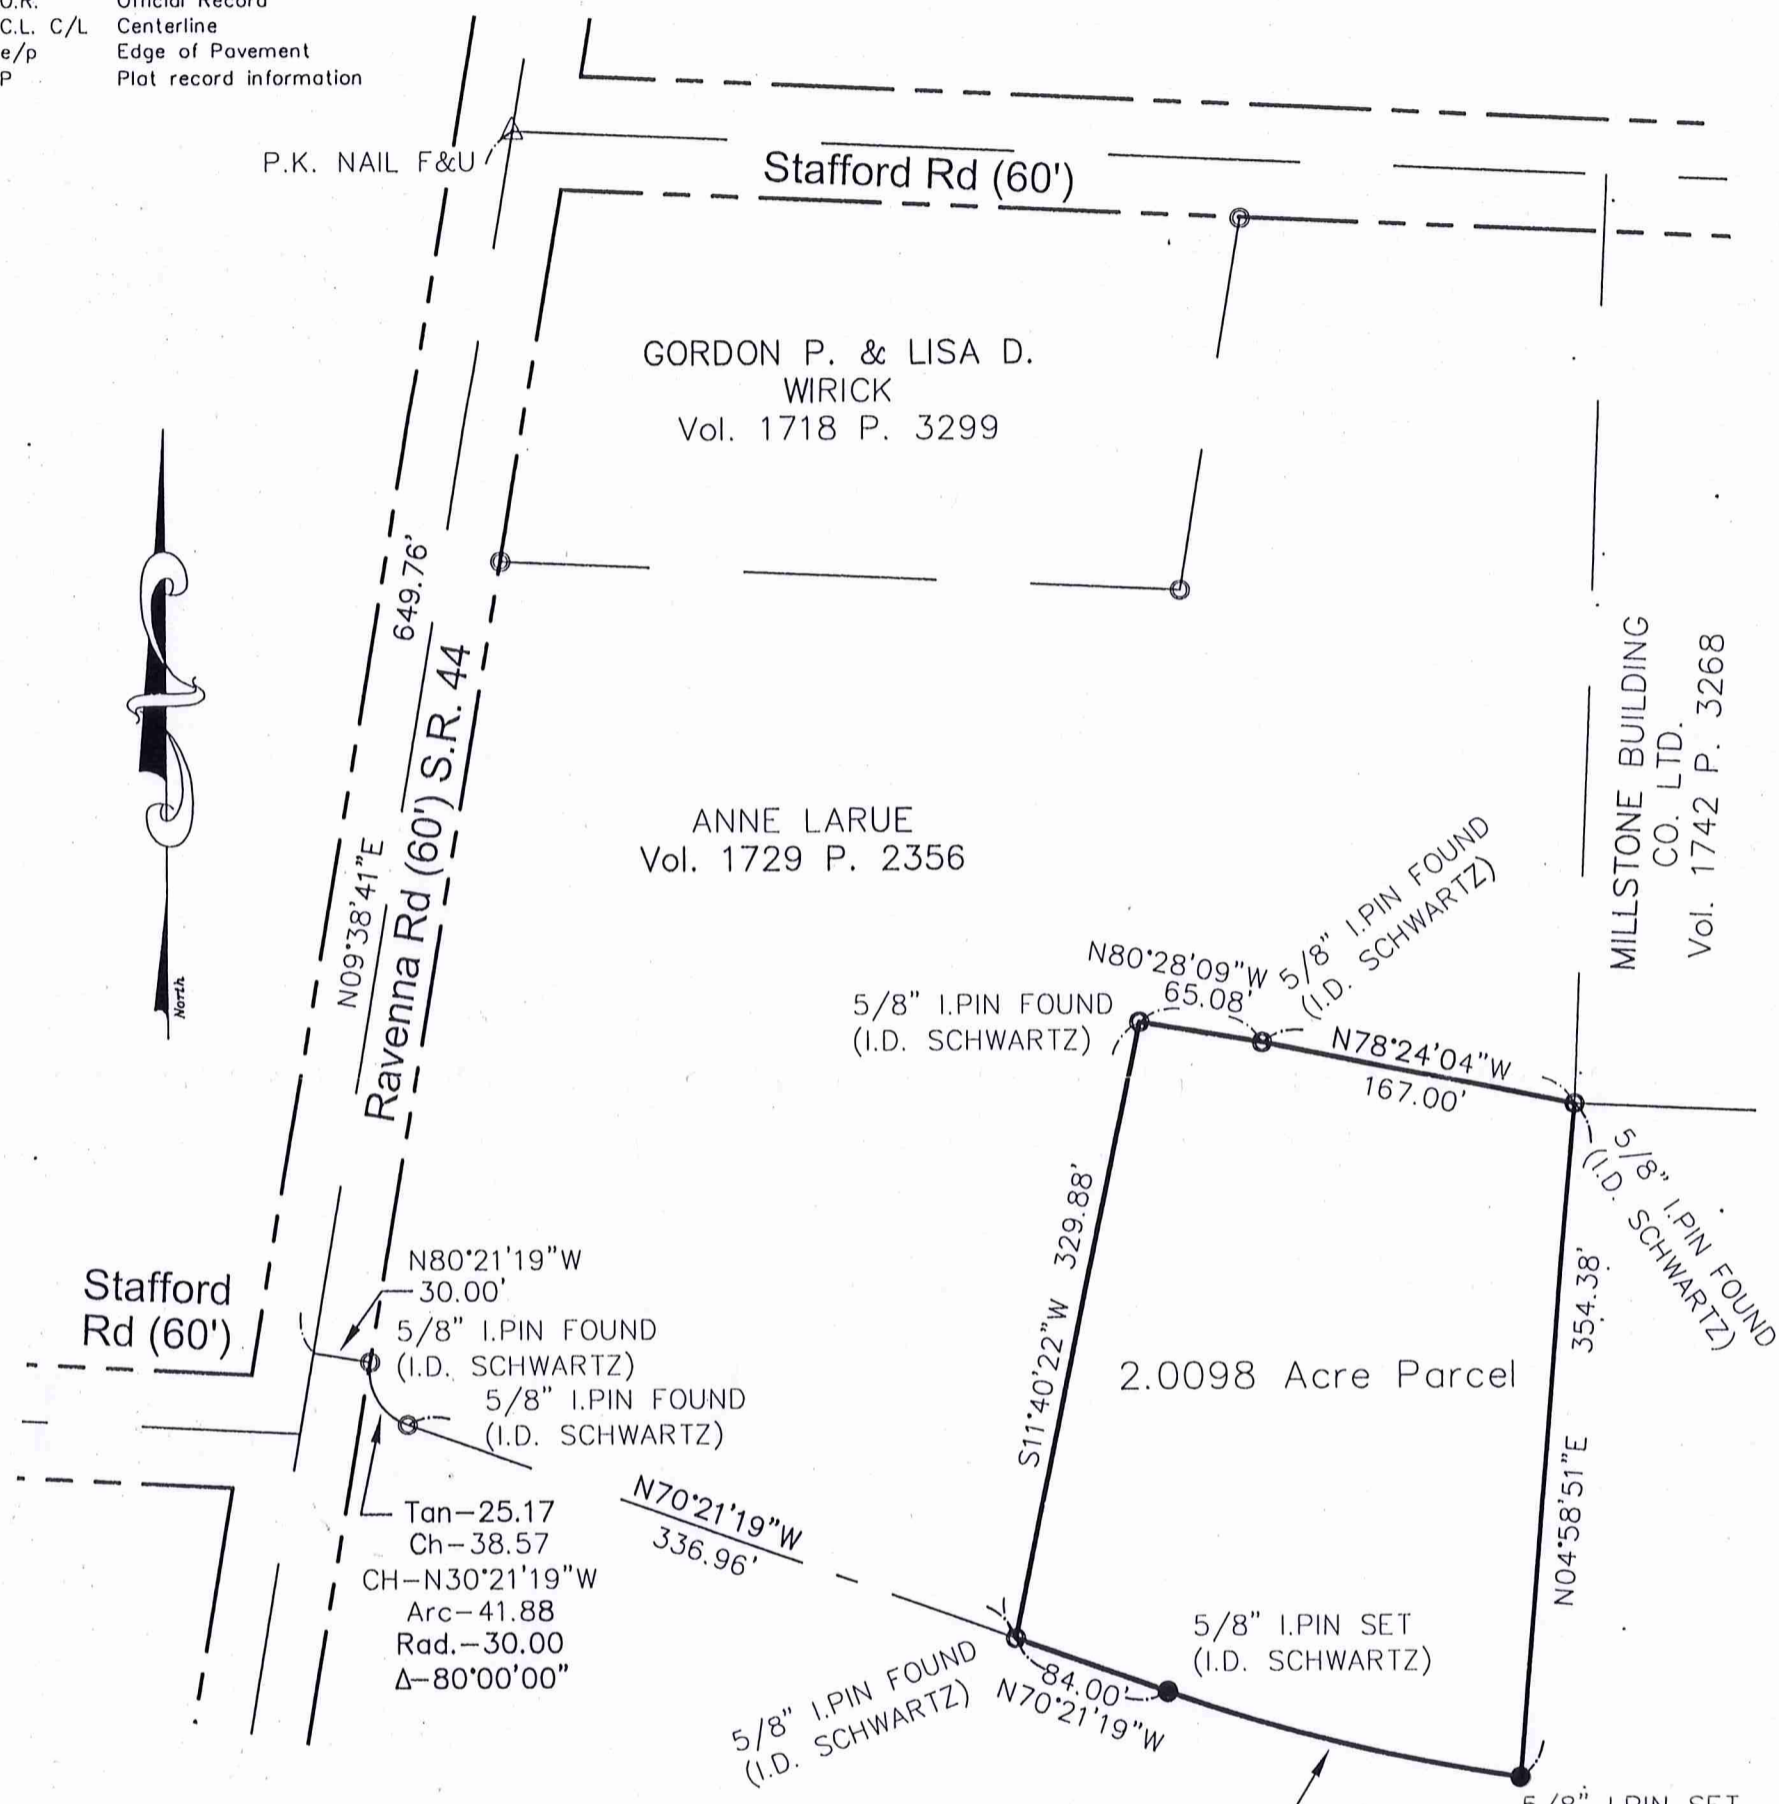 O.R. Official Record
C.L. C/L Centerline
e/p Edge of Pavement
P Plat record information
P.K. NAIL F&U
Stafford Rd (60')
GORDON P. & LISA D.
WIRICK
Vol. 1718 P. 3299
649.76'
N09°38'41"E
Ravenna Rd (60') S.R. 44
North
ANNE LARUE
Vol. 1729 P. 2356
MILLSTONE BUILDING
CO. LTD.
Vol. 1742 P. 3268
5/8" I.PIN FOUND
(I.D. SCHWARTZ)
N80°28'09"W
65.08'
5/8" I.PIN FOUND
(I.D. SCHWARTZ)
N78°24'04"W
167.00'
5/8" I.PIN FOUND
(I.D. SCHWARTZ)
S11°40'22"W 329.88'
2.0098 Acre Parcel
354.38'
N04°58'51"E
Stafford
Rd (60')
N80°21'19"W
30.00'
5/8" I.PIN FOUND
(I.D. SCHWARTZ)
5/8" I.PIN FOUND
(I.D. SCHWARTZ)
Tan-25.17
Ch-38.57
CH-N30°21'19"W
Arc-41.88
Rad.-30.00
Δ-80°00'00"
N70°21'19"W
336.96'
5/8" I.PIN SET
(I.D. SCHWARTZ)
5/8" I.PIN FOUND
(I.D. SCHWARTZ)
84.00'
N70°21'19"W
5/8" I.PIN SET